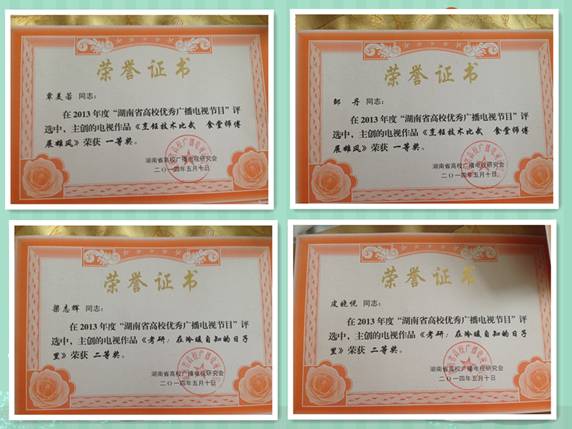 荣誉证书
覃美芸 同志:
在2013年度“湖南省高校优秀广播电视节目”评
选中、主创的电视作品《烹饪技术比武 食堂师傅
展雄风》荣获 一等奖。
湖南省高校广播电视研究会
二〇一四年五月十日
荣誉证书
邹丹 同志:
在2013年度“湖南省高校优秀广播电视节目”评
选中、主创的电视作品《烹饪技术比武 食堂师傅
展雄风》荣获 一等奖。
湖南省高校广播电视研究会
二〇一四年五月十日
荣誉证书
梁志辉 同志:
在2013年度“湖南省高校优秀广播电视节目”评
选中、主创的电视作品《考研,在冷暖自知的日子
里》荣获 二等奖。
湖南省高校广播电视研究会
二〇一四年五月十日
荣誉证书
皮晓悦 同志:
在2013年度“湖南省高校优秀广播电视节目”评
选中、主创的电视作品《考研,在冷暖自知的日子
里》荣获 二等奖。
湖南省高校广播电视研究会
二〇一四年五月十日